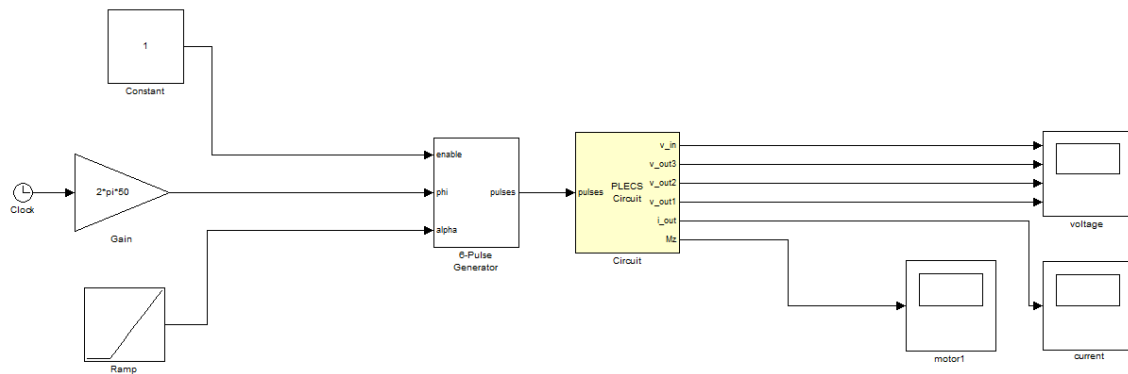 1
Constant
2*pi*50
Clock
Gain
Ramp
enable
phi
alpha
pulses
6-Pulse
Generator
pulses
PLECS
Circuit
v_in
v_out3
v_out2
v_out1
i_out
Mz
Circuit
voltage
motor1
current